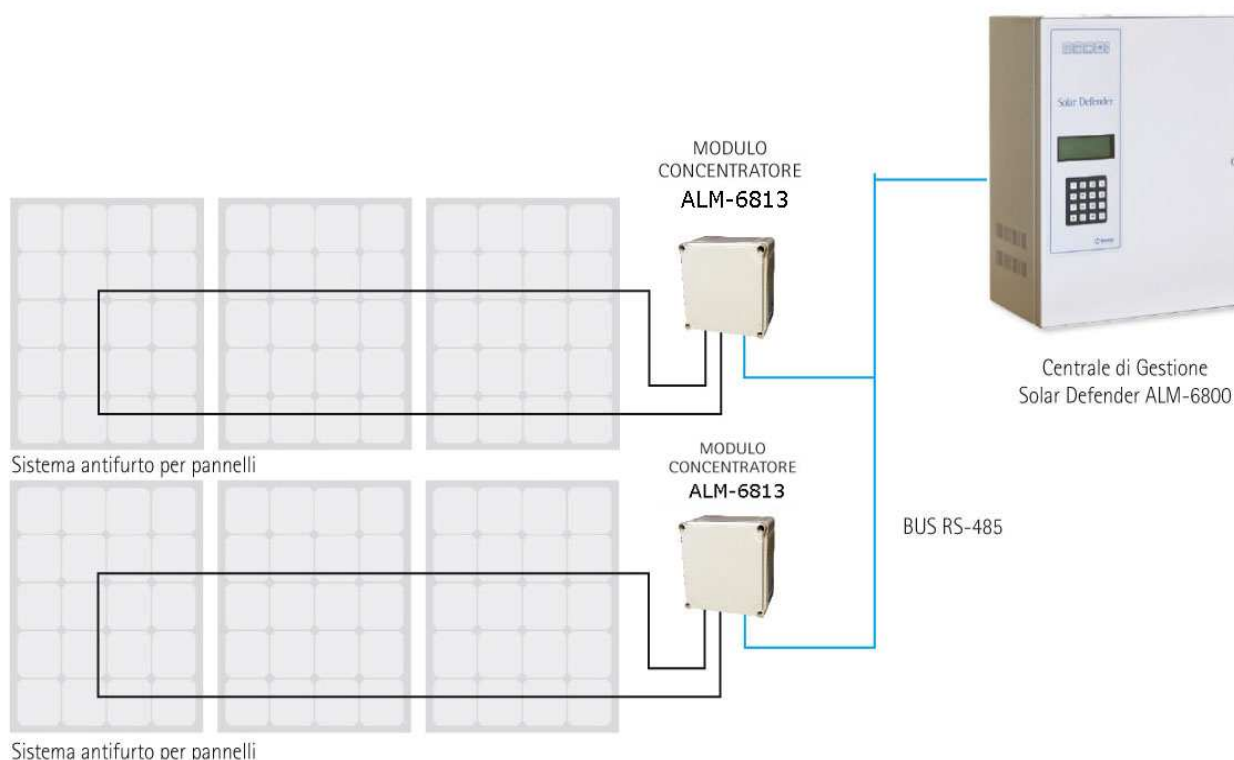 MODULO
CONCENTRATORE
ALM-6813
Solar Defender
Centrale di Gestione
Solar Defender ALM-6800
Sistema antifurto per pannelli
MODULO
CONCENTRATORE
ALM-6813
BUS RS-485
Sistema antifurto per pannelli